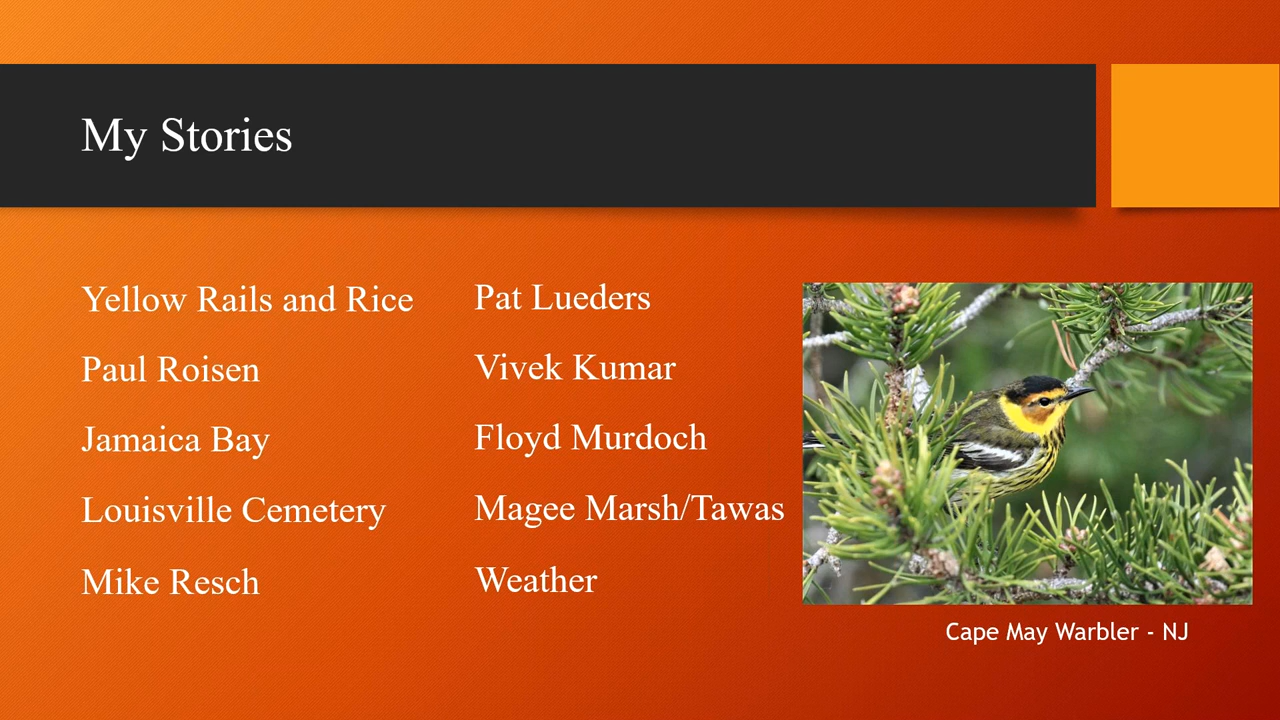 My Stories
Yellow Rails and Rice
Paul Roisen
Jamaica Bay
Louisville Cemetery
Mike Resch
Pat Lueders
Vivek Kumar
Floyd Murdoch
Magee Marsh/Tawas
Weather
Cape May Warbler - NJ